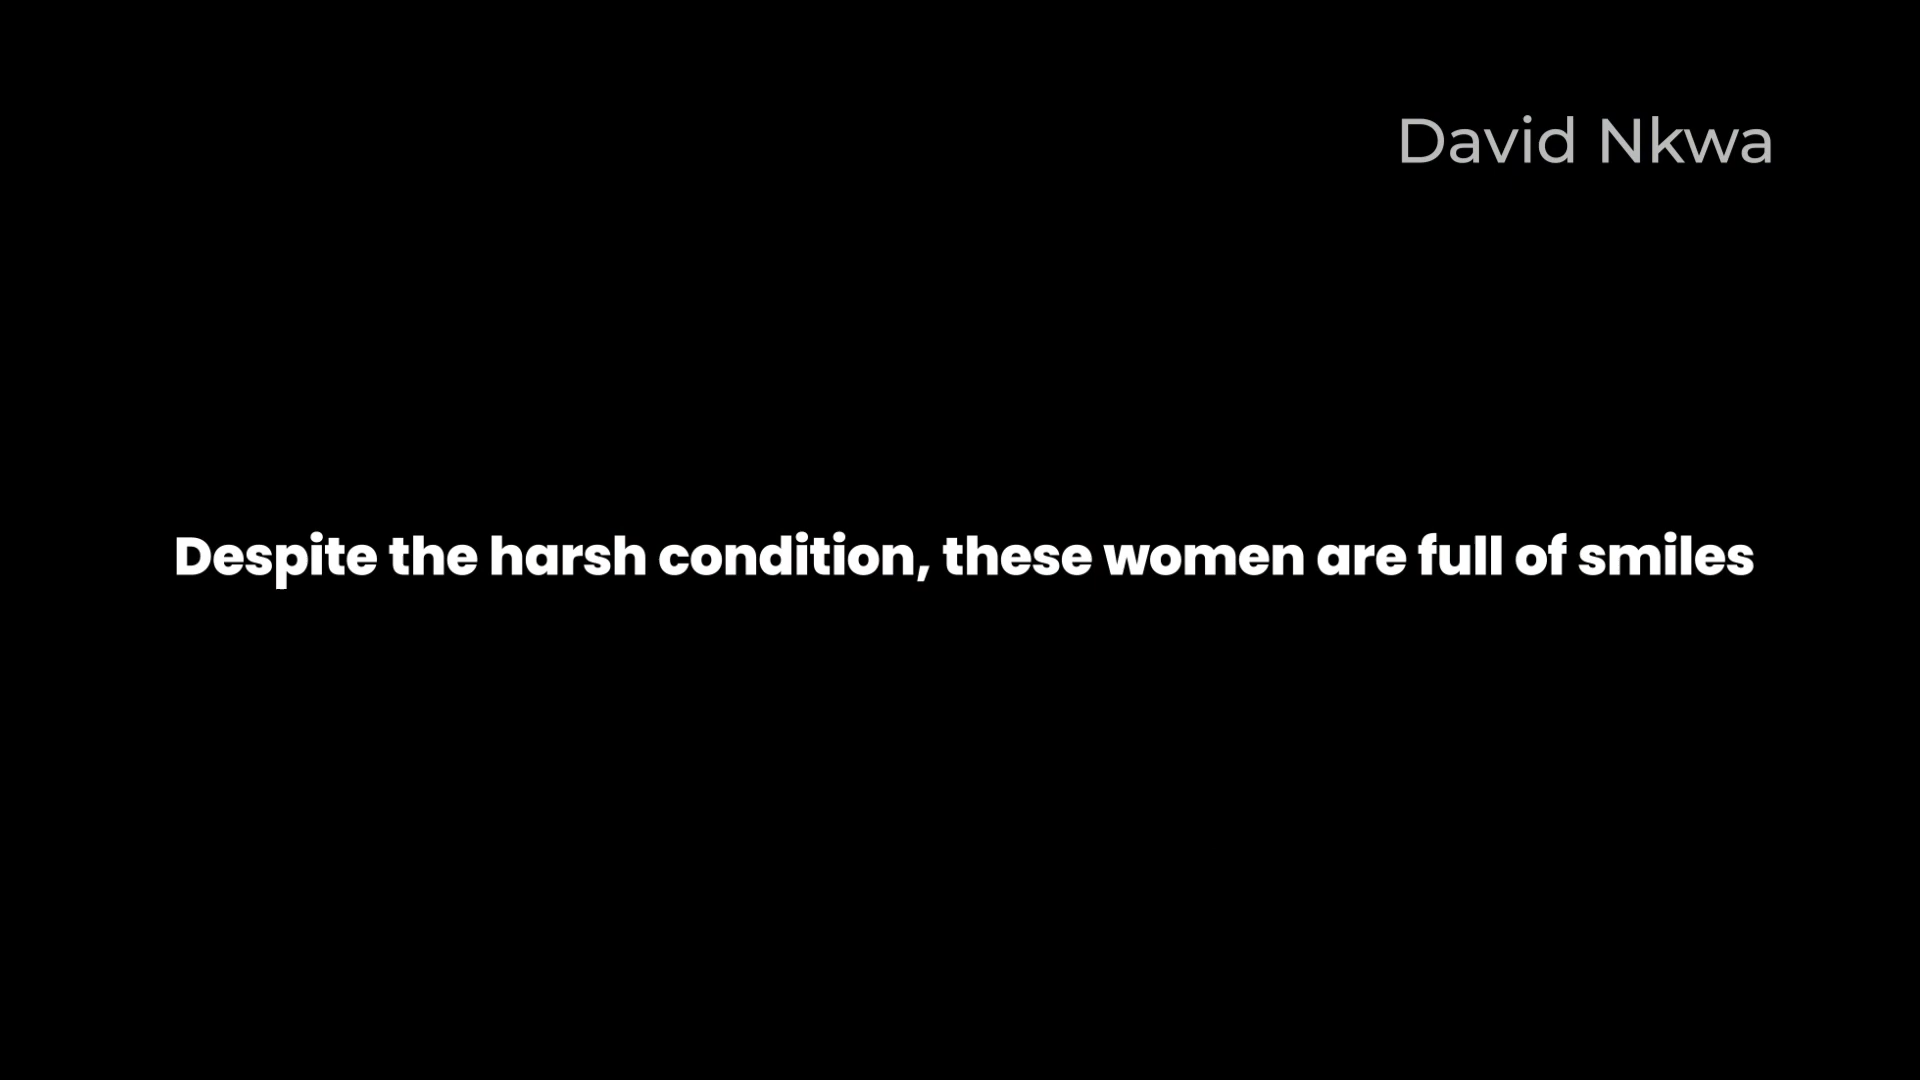 David Nkwa
Despite the harsh condition, these women are full of smiles